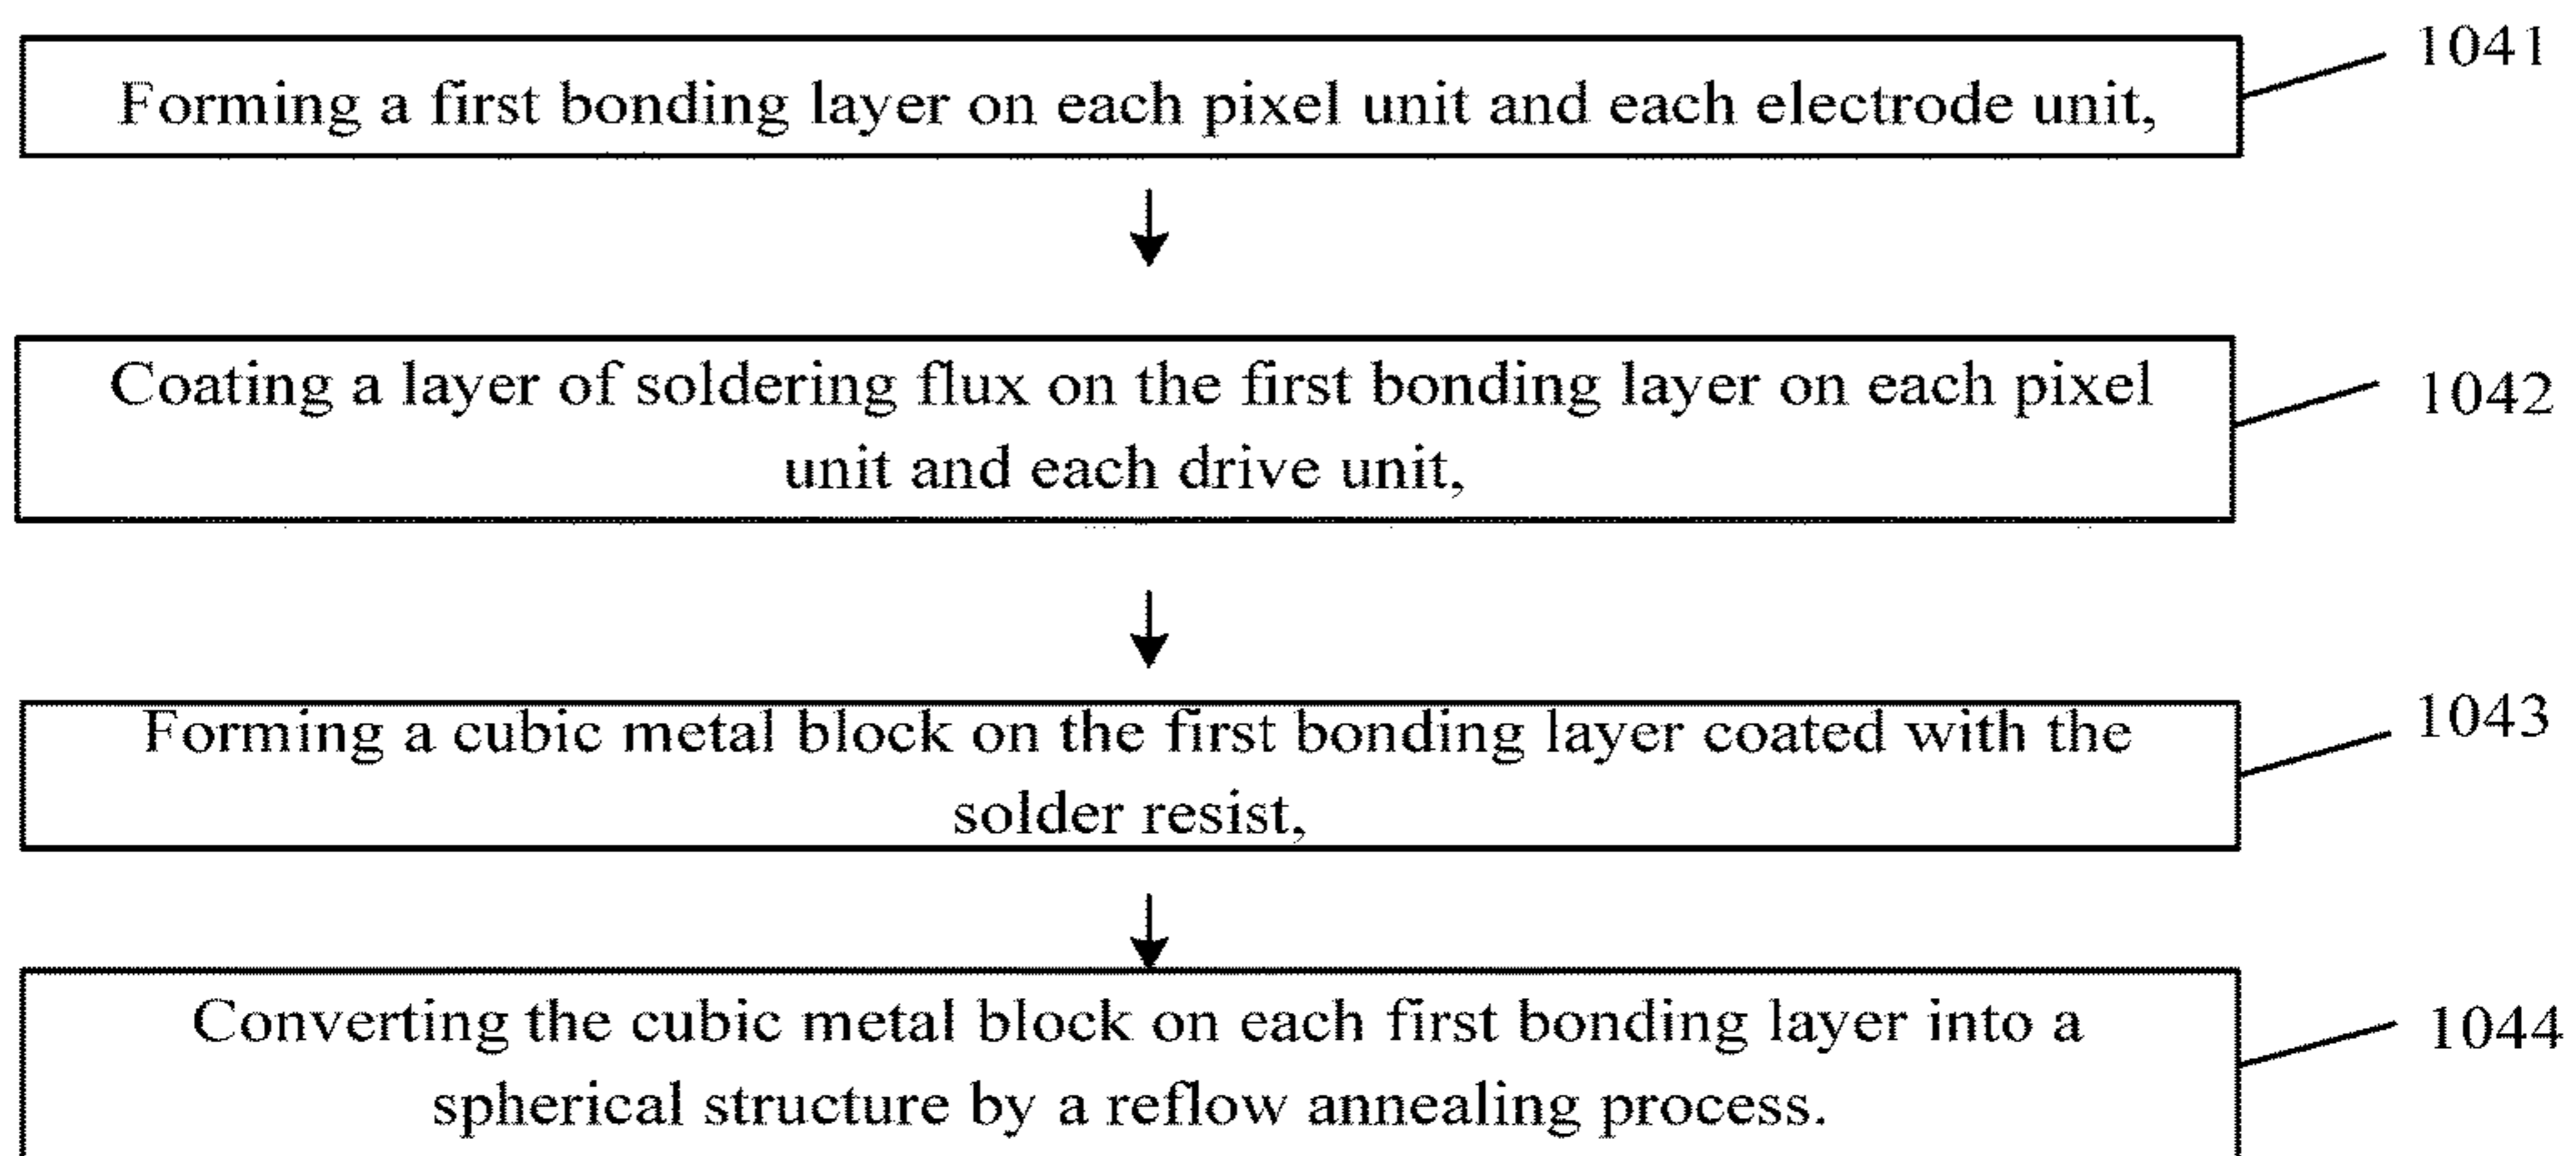 Forming a first bonding layer on each pixel unit and each electrode unit,
1041
Coating a layer of soldering flux on the first bonding layer on each pixel
unit and each drive unit,
1042
Forming a cubic metal block on the first bonding layer coated with the
solder resist,
1043
Converting the cubic metal block on each first bonding layer into a
spherical structure by a reflow annealing process.
1044